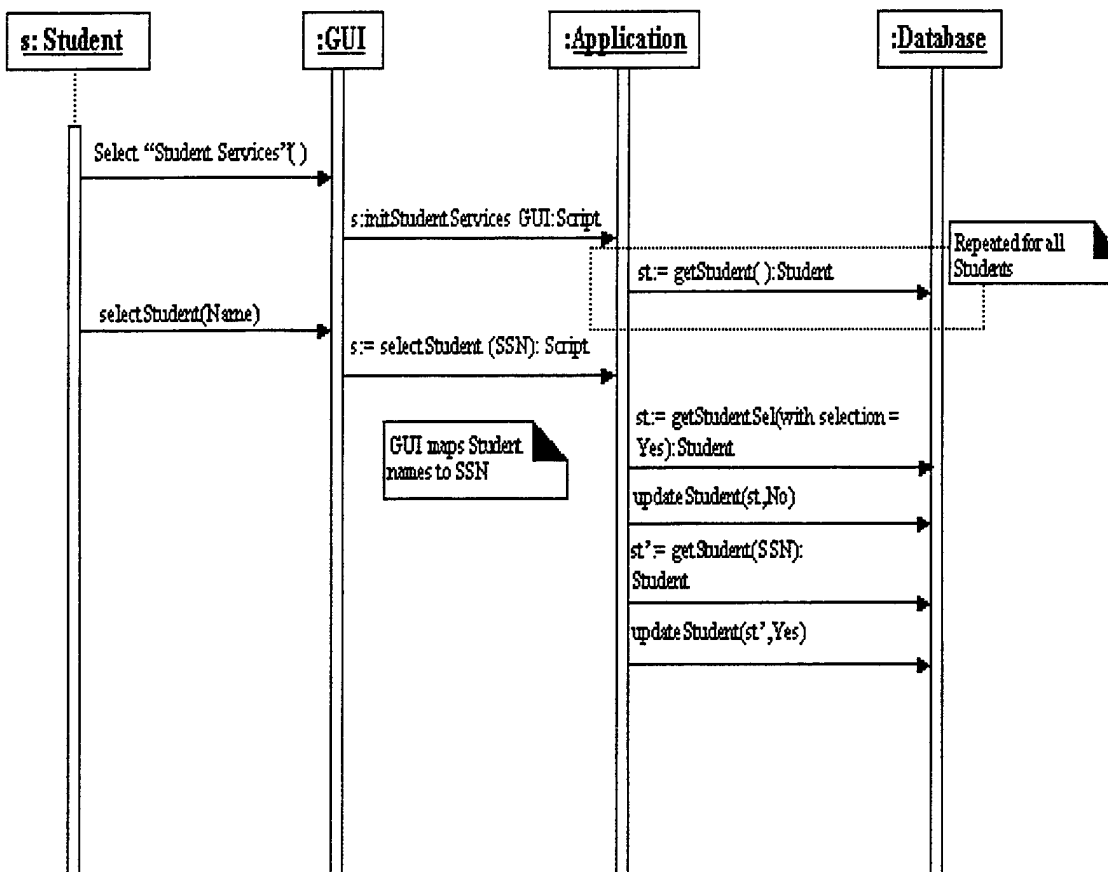 s: Student
:GUI
:Application
:Database
Select “Student Services”( )
s:initStudentServices GUI:Script
Repeated for all
Students
st:= getStudent( ):Student
selectStudent(Name)
s:= selectStudent (SSN): Script
st:= getStudentSel(with selection =
Yes):Student
GUI maps Student
names to SSN
updateStudent(st,No)
st’:= getStudent(SSN):
Student
updateStudent(st’,Yes)